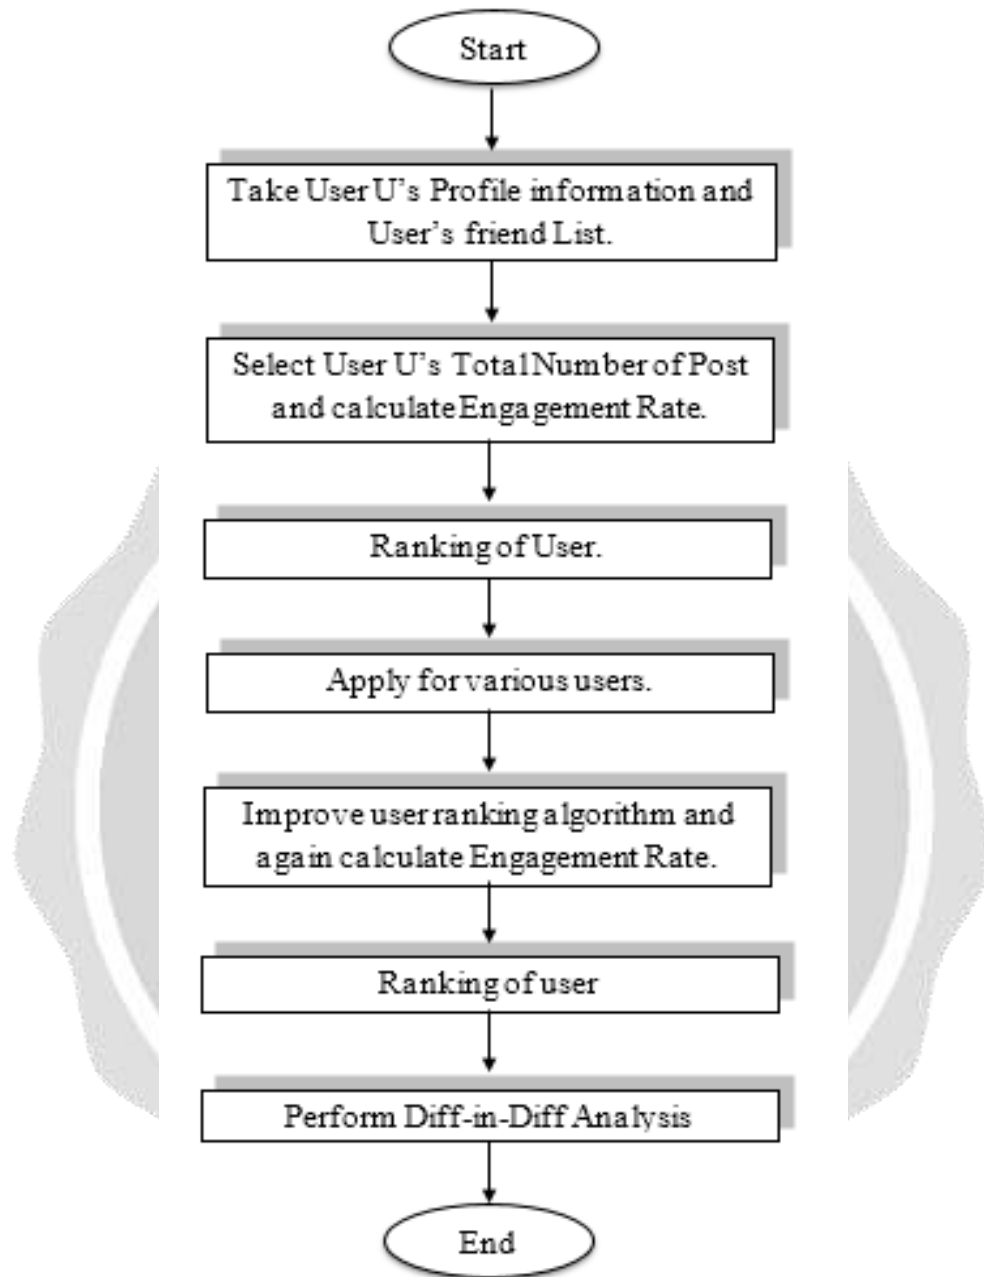 Start
Take User U's Profile information and
User's friend List.
Select User U's Total Number of Post
and calculate Engagement Rate.
Ranking of User.
Apply for various users.
Improve user ranking algorithm and
again calculate Engagement Rate.
Ranking of user
Perform Diff-in-Diff Analysis
End